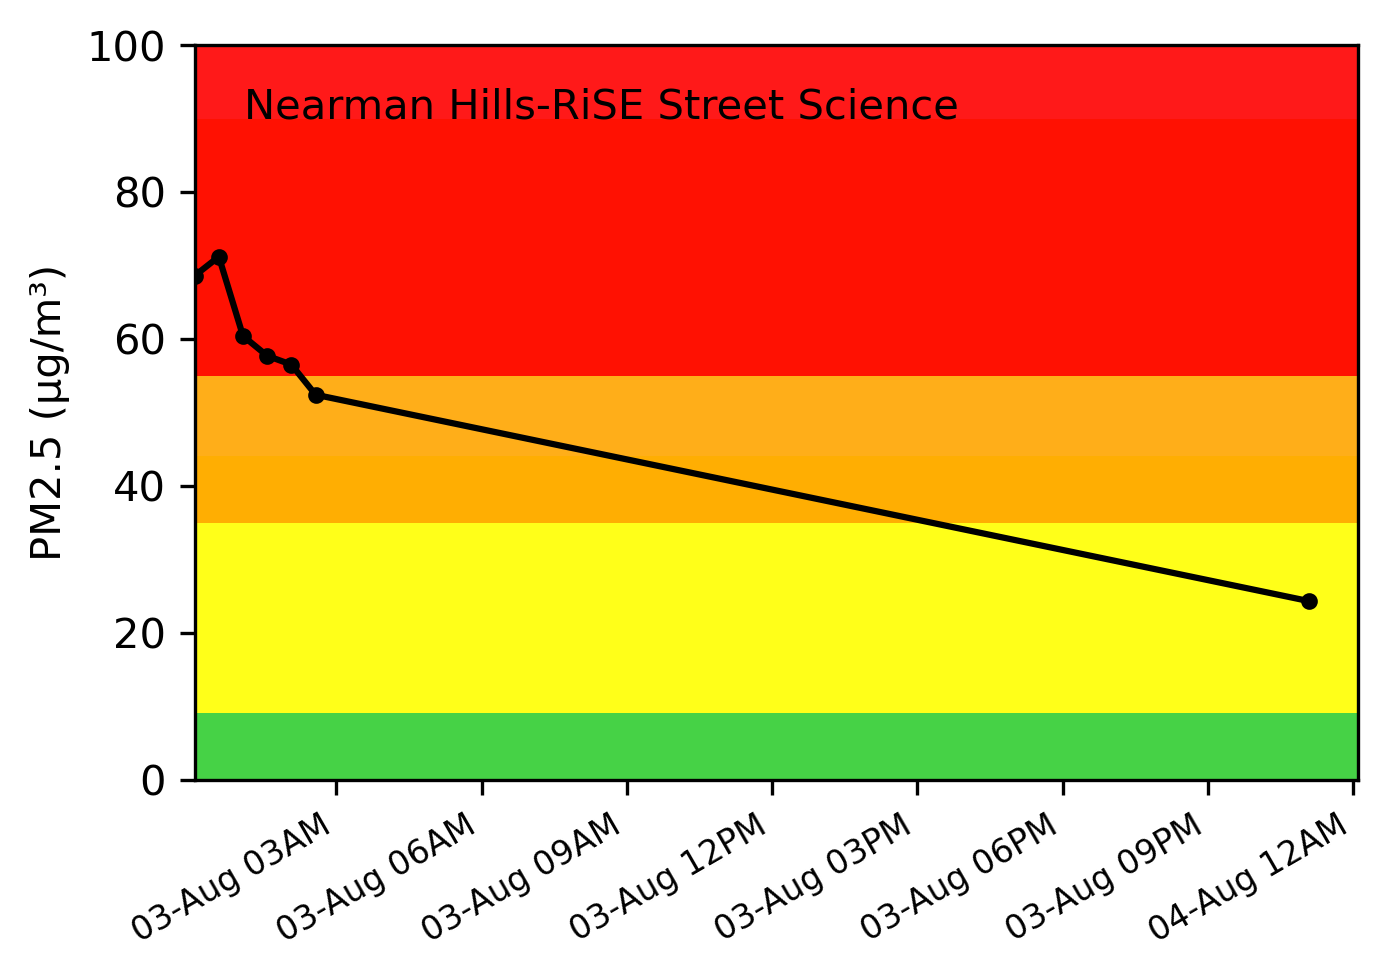 100
Nearman Hills-RiSE Street Science
80
60
40
20
0
PM2.5 (µg/m³)
03-Aug 03AM
03-Aug 06AM
03-Aug 09AM
03-Aug 12PM
03-Aug 03PM
03-Aug 06PM
03-Aug 09PM
04-Aug 12AM